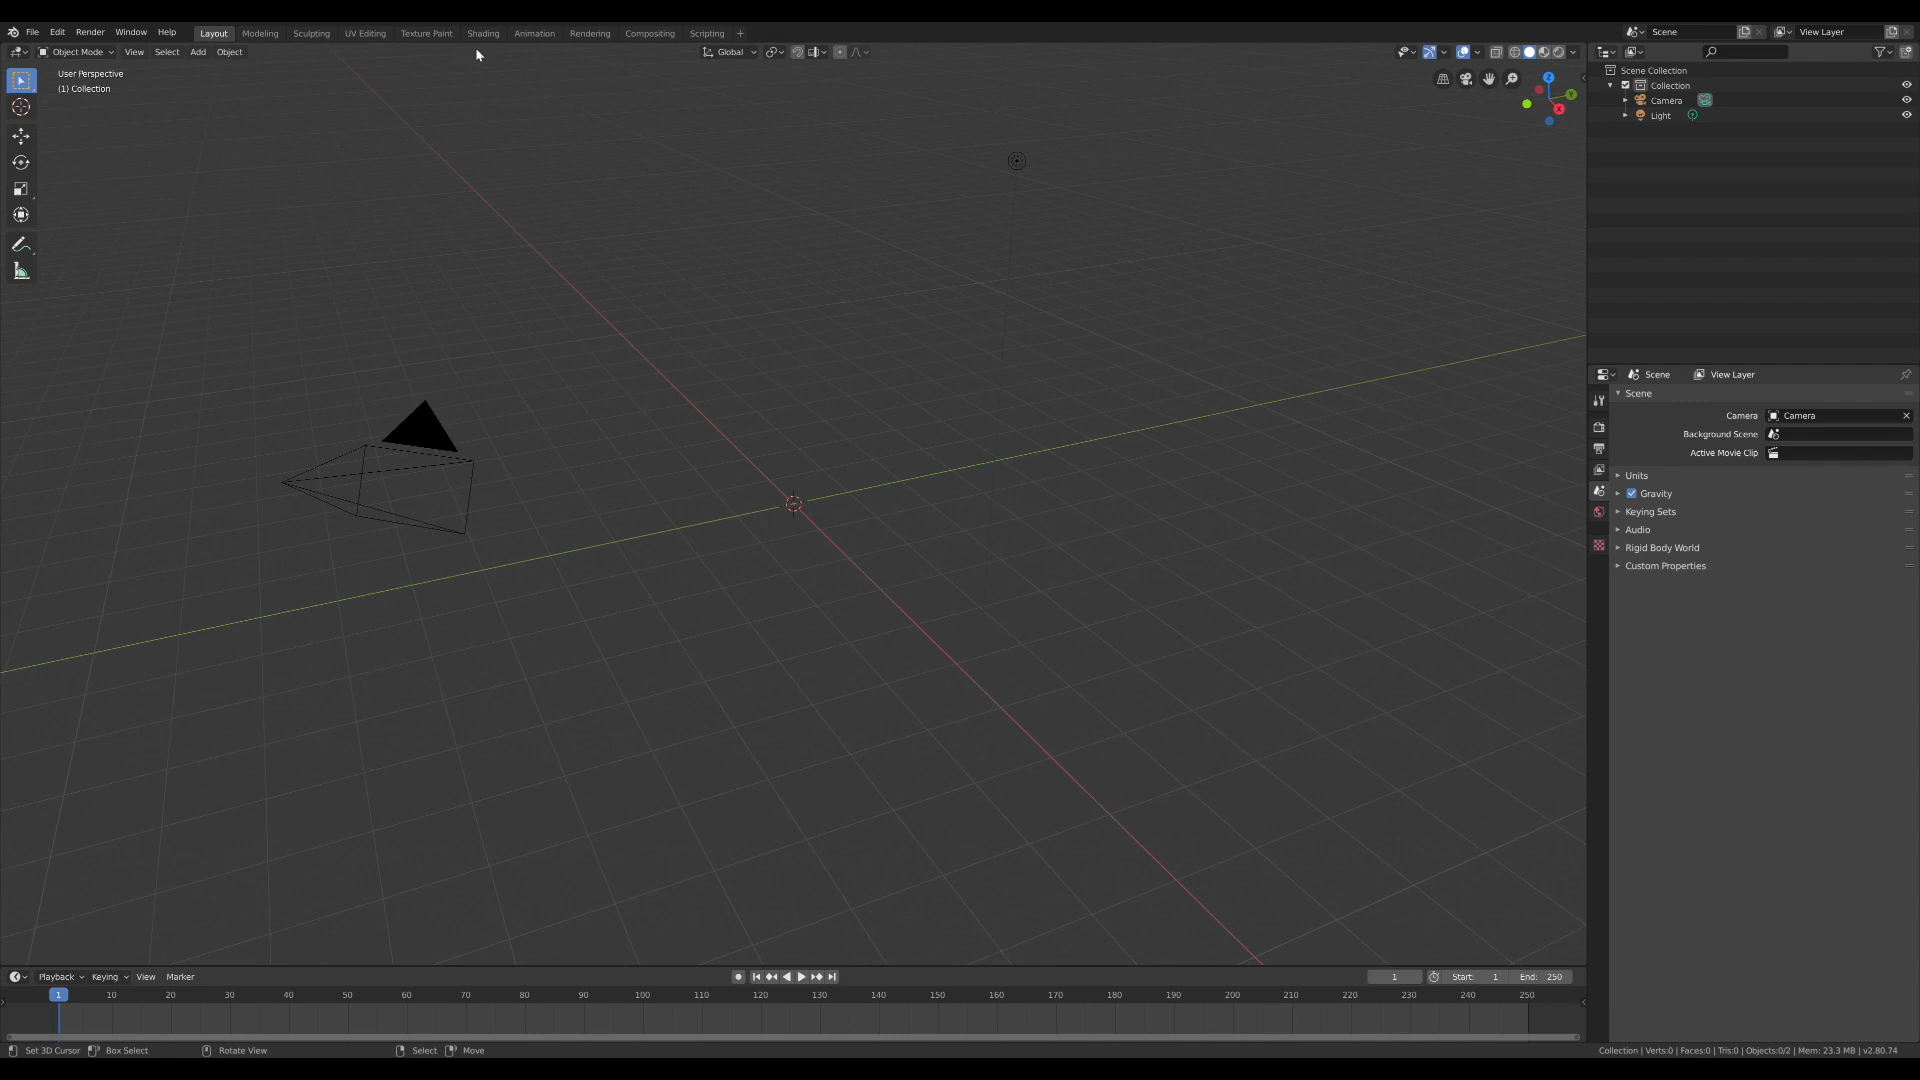 File Edit Render Window Help Layout Modeling Sculpting UV Editing Texture Paint Shading Animation Rendering Compositing Scripting + Scene View Layer
Object Mode View Select Add Object Global
User Perspective
(1) Collection
Z
Y
X
Scene Collection
Collection
Camera
Light
Scene View Layer
Scene
Camera Camera
Background Scene
Active Movie Clip
Units
Gravity
Keying Sets
Audio
Rigid Body World
Custom Properties
Playback Keying View Marker 1 Start: 1 End: 250
1 10 20 30 40 50 60 70 80 90 100 110 120 130 140 150 160 170 180 190 200 210 220 230 240 250
Set 3D Cursor Box Select Rotate View Select Move Collection | Verts:0 | Faces:0 | Tris:0 | Objects:0/2 | Mem: 23.3 MB | v2.80.74